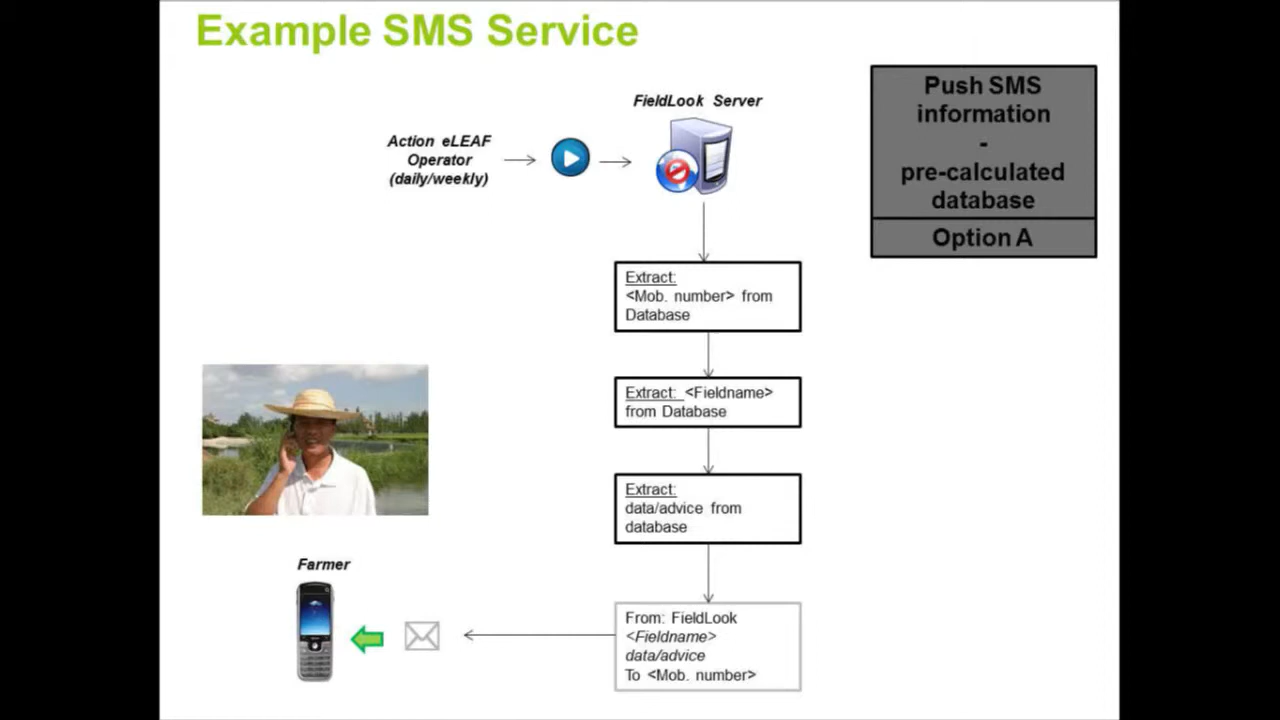 Example SMS Service
FieldLook Server
Action eLEAF
Operator
(daily/weekly)
Push SMS
information
-
pre-calculated
database
Option A
Extract:
<Mob. number> from
Database
Extract: <Fieldname>
from Database
Extract:
data/advice from
database
Farmer
From: FieldLook
<Fieldname>
data/advice
To <Mob. number>